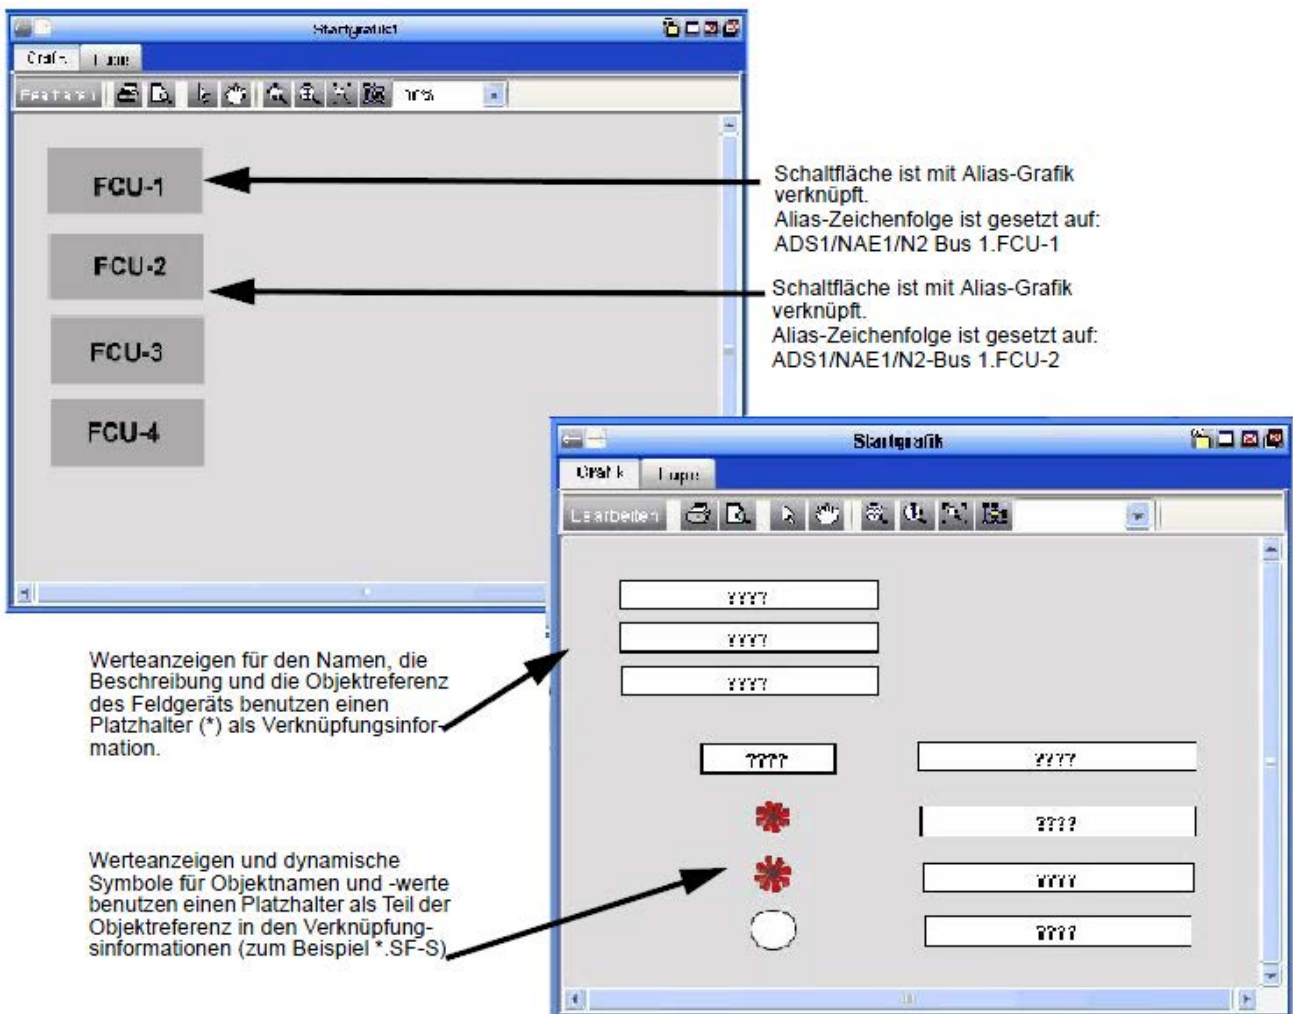 Startgrafik1
FCU-1
FCU-2
FCU-3
FCU-4
Schaltfläche ist mit Alias-Grafik
verknüpft.
Alias-Zeichenfolge ist gesetzt auf:
ADS1/NAE1/N2 Bus 1.FCU-1
Schaltfläche ist mit Alias-Grafik
verknüpft.
Alias-Zeichenfolge ist gesetzt auf:
ADS1/NAE1/N2-Bus 1.FCU-2
Startgrafik
Grafik
Bearbeiten
????
????
????
????
????
????
????
????
Werteanzeigen für den Namen, die
Beschreibung und die Objektreferenz
des Feldgeräts benutzen einen
Platzhalter (*) als Verknüpfungsinfor-
mation.
Werteanzeigen und dynamische
Symbole für Objektnamen und -werte
benutzen einen Platzhalter als Teil der
Objektreferenz in den Verknüpfung-
sinformationen (zum Beispiel *.SF-S)